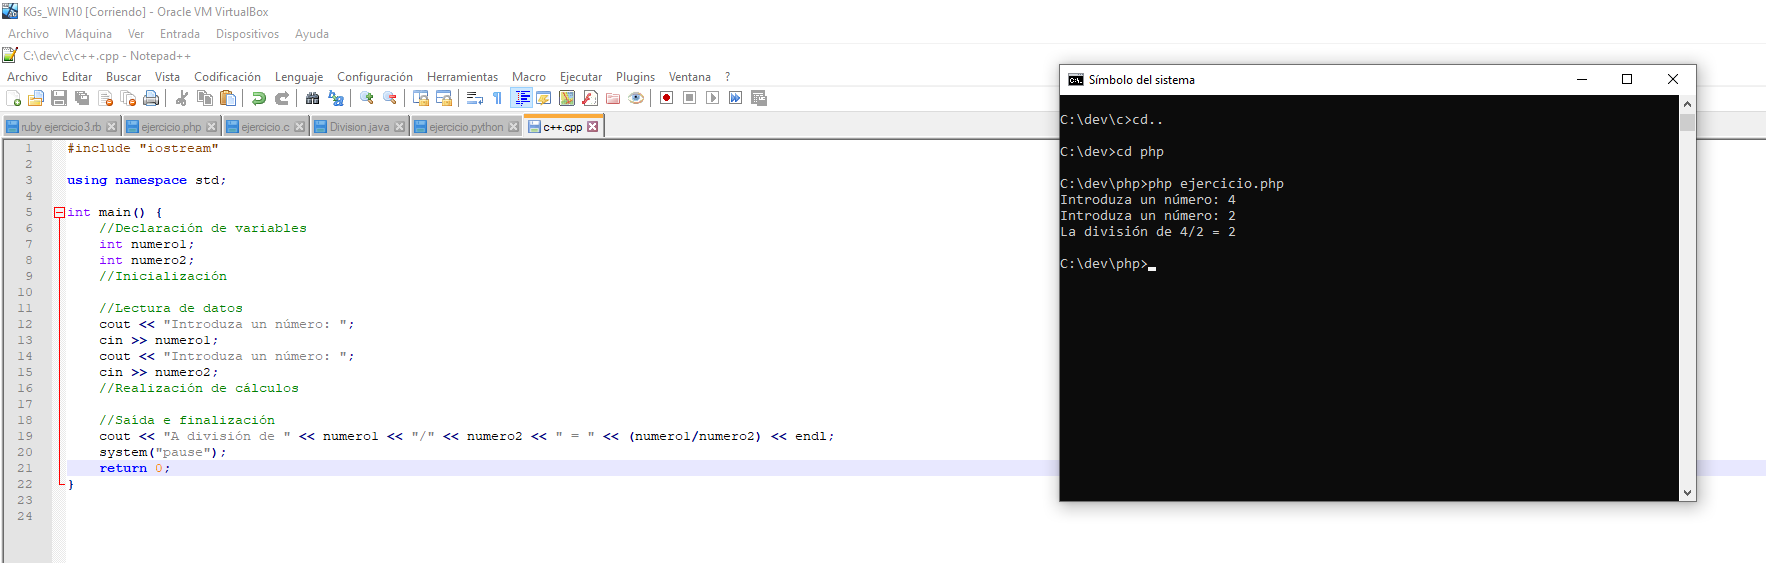 KGs_WIN10 [Corriendo] - Oracle VM VirtualBox
Archivo Máquina Ver Entrada Dispositivos Ayuda
C:\dev\c\c++.cpp - Notepad++
Archivo Editar Buscar Vista Codificación Lenguaje Configuración Herramientas Macro Ejecutar Plugins Ventana ?
ruby ejercicio3.rb ejercicio.php ejercicio.c Division.java ejercicio.python c++.cpp
1 #include "iostream"
2
3 using namespace std;
4
5 int main() {
6 //Declaración de variables
7 int numero1;
8 int numero2;
9 //Inicialización
10
11 //Lectura de datos
12 cout << "Introduza un número: ";
13 cin >> numero1;
14 cout << "Introduza un número: ";
15 cin >> numero2;
16 //Realización de cálculos
17
18 //Saída e finalización
19 cout << "A división de " << numero1 << "/" << numero2 << " = " << (numero1/numero2) << endl;
20 system("pause");
21 return 0;
22 }
23
24
Símbolo del sistema
C:\dev\c>cd..
C:\dev>cd php
C:\dev\php>php ejercicio.php
Introduza un número: 4
Introduza un número: 2
La división de 4/2 = 2
C:\dev\php>